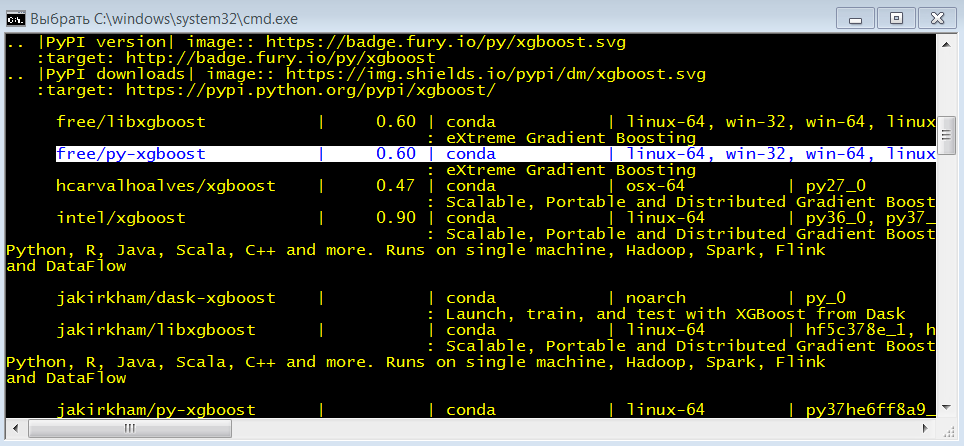 Выбрать C:\windows\system32\cmd.exe
.. |PyPI version| image:: https://badge.fury.io/py/xgboost.svg
   :target: http://badge.fury.io/py/xgboost
.. |PyPI downloads| image:: https://img.shields.io/pypi/dm/xgboost.svg
   :target: https://pypi.python.org/pypi/xgboost/
     free/libxgboost           |     0.60 | conda           | linux-64, win-32, win-64, linux
                                          : eXtreme Gradient Boosting
     free/py-xgboost           |     0.60 | conda           | linux-64, win-32, win-64, linux
                                          : eXtreme Gradient Boosting
     hcarvalhoalves/xgboost    |     0.47 | conda           | osx-64          | py27_0
                                          : Scalable, Portable and Distributed Gradient Boost
     intel/xgboost             |     0.90 | conda           | linux-64        | py36_0, py37_
                                          : Scalable, Portable and Distributed Gradient Boost
Python, R, Java, Scala, C++ and more. Runs on single machine, Hadoop, Spark, Flink
and DataFlow
     jakirkham/dask-xgboost    |          | conda           | noarch          | py_0
                                          : Launch, train, and test with XGBoost from Dask
     jakirkham/libxgboost      |          | conda           | linux-64        | hf5c378e_1, h
                                          : Scalable, Portable and Distributed Gradient Boost
Python, R, Java, Scala, C++ and more. Runs on single machine, Hadoop, Spark, Flink
and DataFlow
     jakirkham/py-xgboost      |          | conda           | linux-64        | py37he6ff8a9_